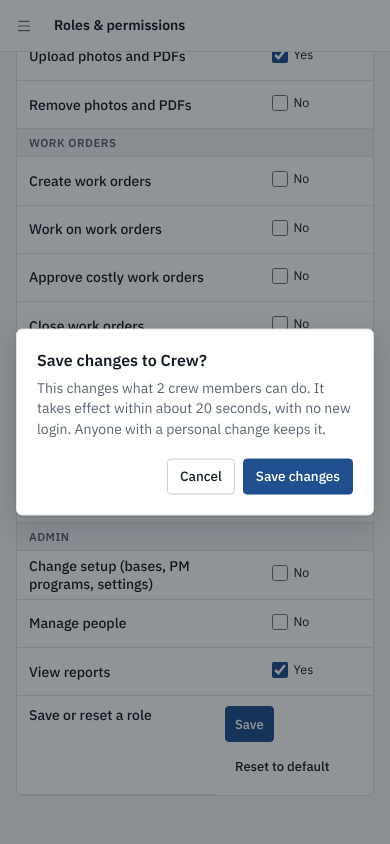 Roles & permissions
Upload photos and PDFs
Yes
Remove photos and PDFs
No
WORK ORDERS
Create work orders
No
Work on work orders
No
Approve costly work orders
No
Close work orders
No
Save changes to Crew?
This changes what 2 crew members can do. It
takes effect within about 20 seconds, with no new
login. Anyone with a personal change keeps it.
Cancel
Save changes
ADMIN
Change setup (bases, PM
programs, settings)
No
Manage people
No
View reports
Yes
Save or reset a role
Save
Reset to default